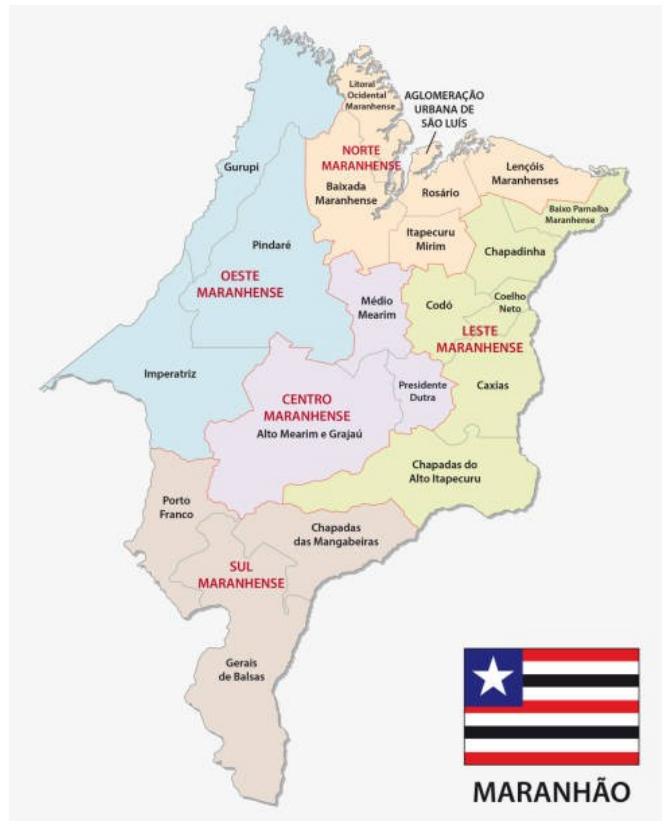 Litoral
Ocidental
Maranhense
AGLOMERAÇÃO
URBANA DE
SÃO LUÍS
NORTE
MARANHENSE
Gurupi
Baixada
Maranhense
Rosário
Lençóis
Maranhenses
Baixo Parnaíba
Maranhense
Itapecuru
Mirim
Chapadinha
Pindaré
OESTE
MARANHENSE
Médio
Mearim
Codó
Coelho
Neto
LESTE
MARANHENSE
Imperatriz
CENTRO
MARANHENSE
Alto Mearim e Grajaú
Presidente
Dutra
Caxias
Chapadas do
Alto Itapecuru
Porto
Franco
Chapadas
das Mangabeiras
SUL
MARANHENSE
Gerais
de Balsas
MARANHÃO